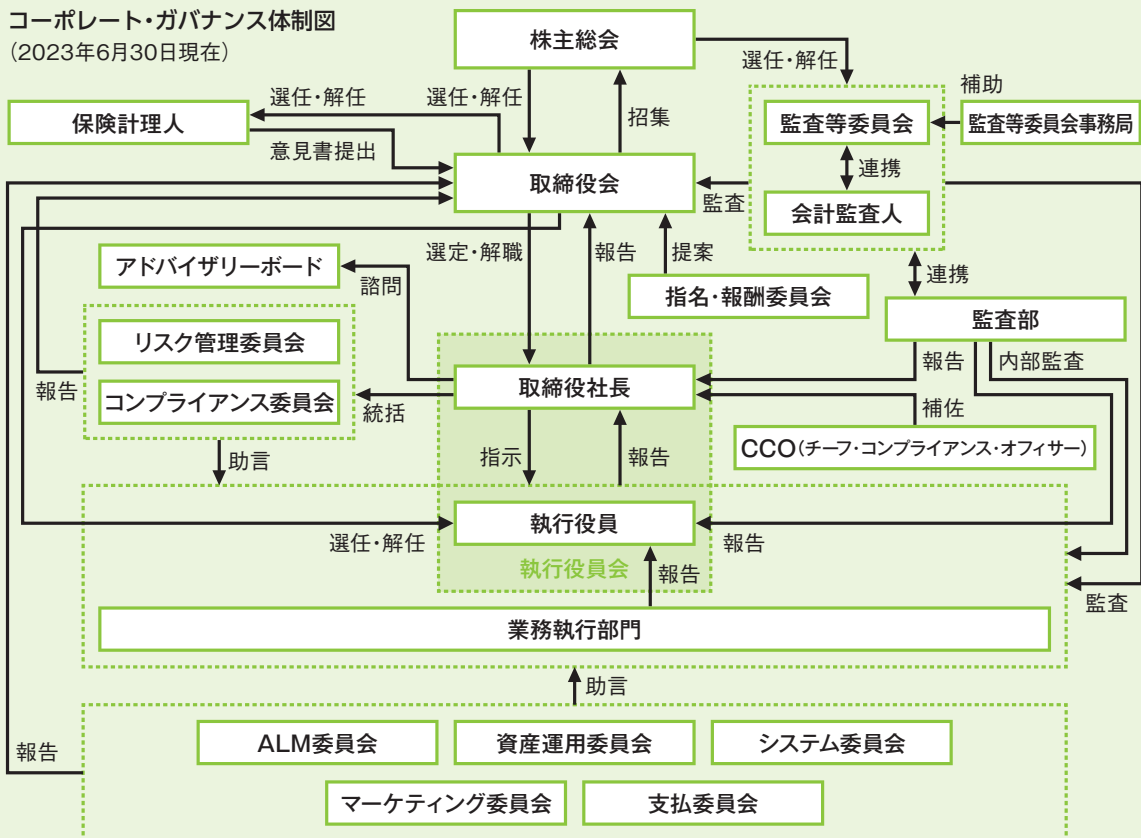 コーポレート・ガバナンス体制図
（2023年6月30日現在）
株主総会
選任・解任
選任・解任
選任・解任
招集
補助
保険計理人
監査等委員会
監査等委員会事務局
意見書提出
連携
取締役会
監査
会計監査人
選定・解職
報告
提案
連携
アドバイザリーボード
諮問
指名・報酬委員会
監査部
リスク管理委員会
報告
コンプライアンス委員会
統括
取締役社長
報告
内部監査
補佐
CCO（チーフ・コンプライアンス・オフィサー）
助言
指示
報告
執行役員
選任・解任
報告
執行役員会
報告
監査
業務執行部門
助言
報告
ALM委員会
資産運用委員会
システム委員会
マーケティング委員会
支払委員会